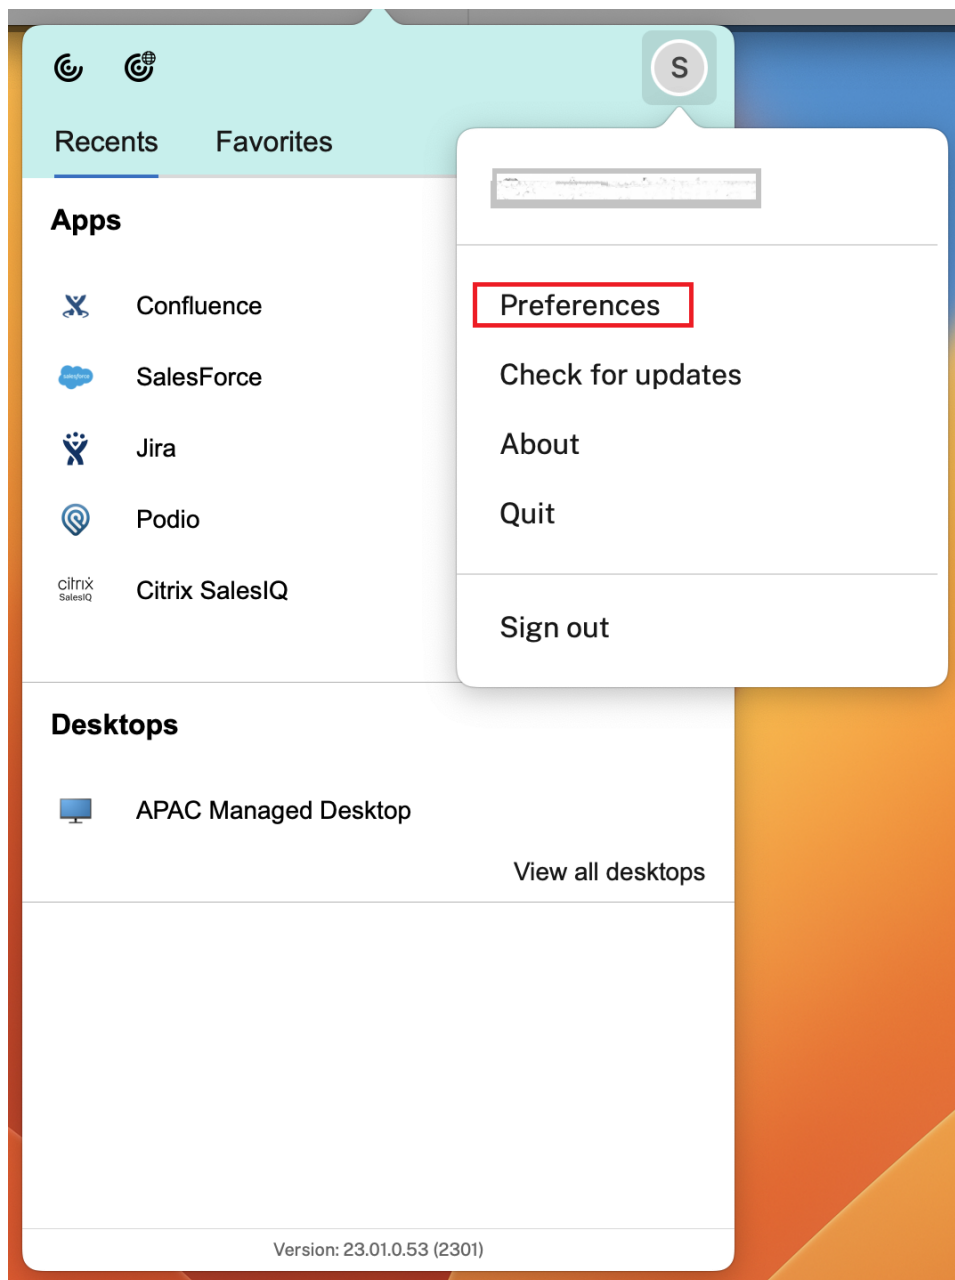 S
Recents Favorites
Apps
Confluence
SalesForce
Jira
Podio
citrix
SalesIQ
Citrix SalesIQ
Preferences
Check for updates
About
Quit
Sign out
Desktops
APAC Managed Desktop
View all desktops
Version: 23.01.0.53 (2301)